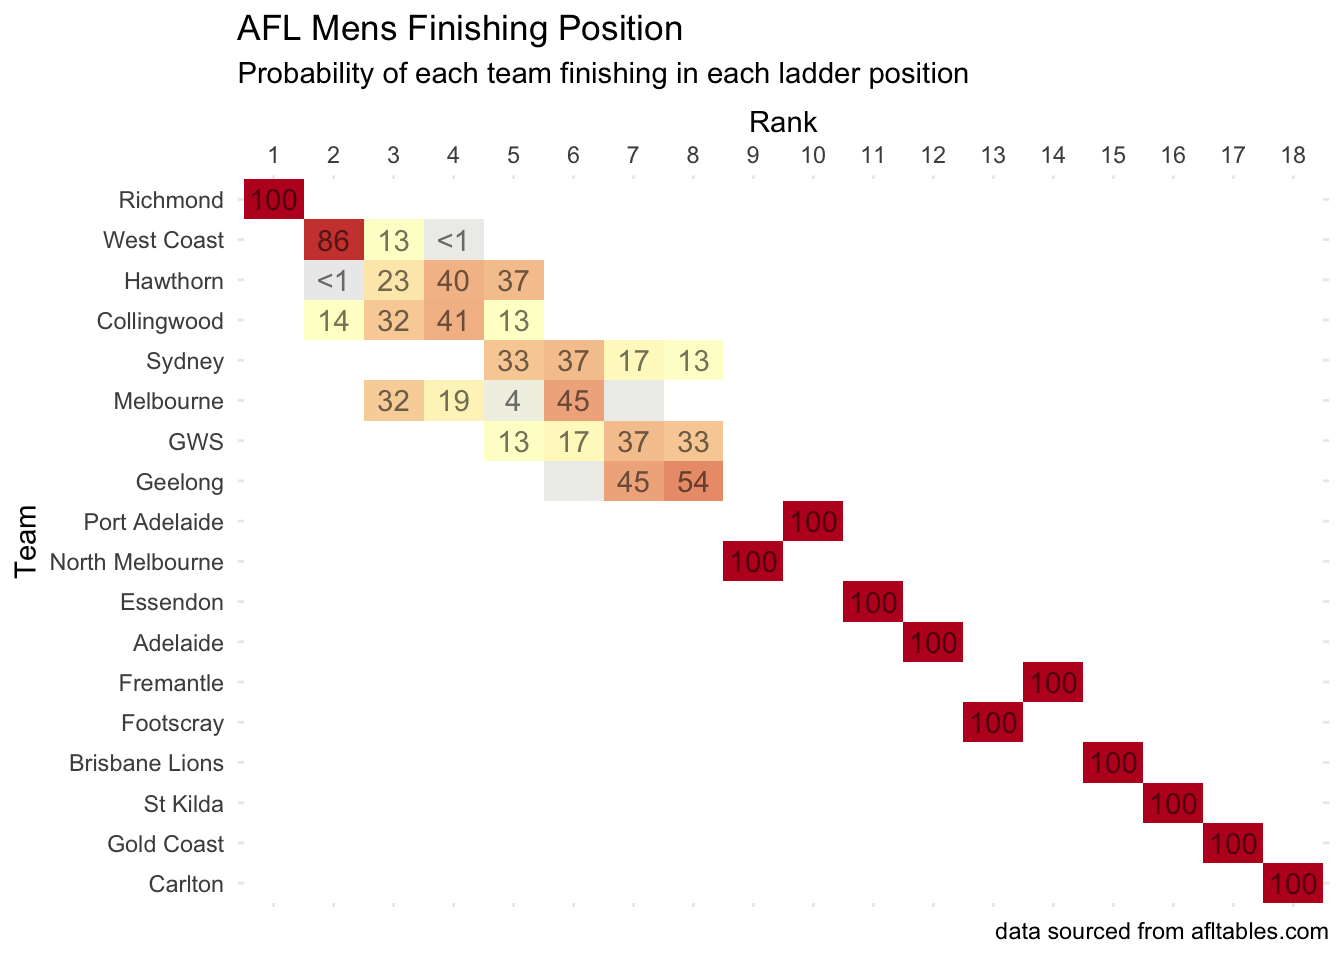 AFL Mens Finishing Position
Probability of each team finishing in each ladder position
Rank
1 2 3 4 5 6 7 8 9 10 11 12 13 14 15 16 17 18
Team
Richmond 100
West Coast 86 13 <1
Hawthorn <1 23 40 37
Collingwood 14 32 41 13
Sydney 33 37 17 13
Melbourne 32 19 4 45
GWS 13 17 37 33
Geelong 45 54
Port Adelaide 100
North Melbourne 100
Essendon 100
Adelaide 100
Fremantle 100
Footscray 100
Brisbane Lions 100
St Kilda 100
Gold Coast 100
Carlton 100
data sourced from afltables.com